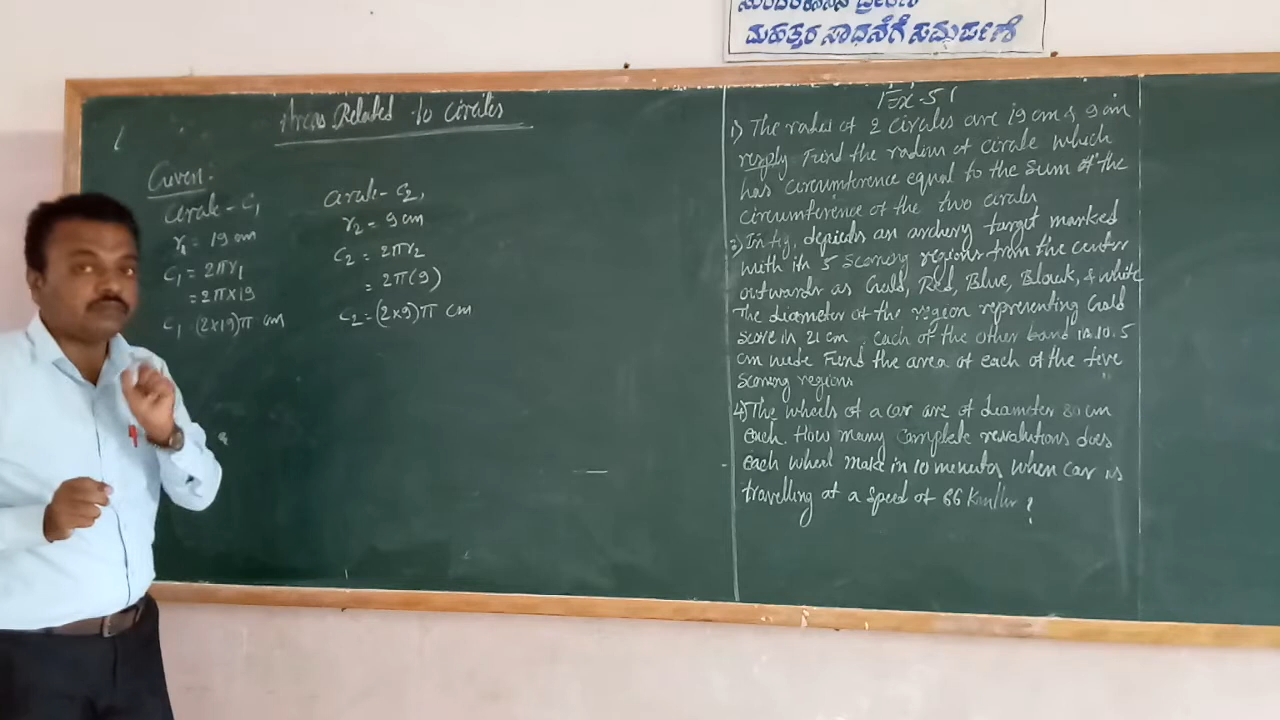 ಮಹತ್ತರ ಸಾಧನೆಗೆ ಸಮರ್ಪಣೆ
Areas Related to circles
Given:
circle - C₁
r₁ = 19 cm
C₁ = 2πr₁
= 2π×19
C₁ (2×19)π cm
circle - C₂,
r₂ = 9 cm
C₂ = 2πr₂
= 2π(9)
C₂ = (2×9)π cm
Ex-5.1
1) The radii of 2 circles are 19 cm & 9 cm
resply. Find the radius of circle which
has circumference equal to the sum of the
circumference of the two circles
2) In fig. depicts an archery target marked
with its 5 scoring regions from the center
outwards as Gold, Red, Blue, Black, & white
The diameter of the region representing Gold
score is 21 cm. each of the other band is 10.5
cm wide Find the area of each of the five
scoring regions
4) The wheels of a car are of diameter 80 cm
each. How many complete revolutions does
each wheel make in 10 minutes when car is
travelling at a speed of 66 Km/hr ?